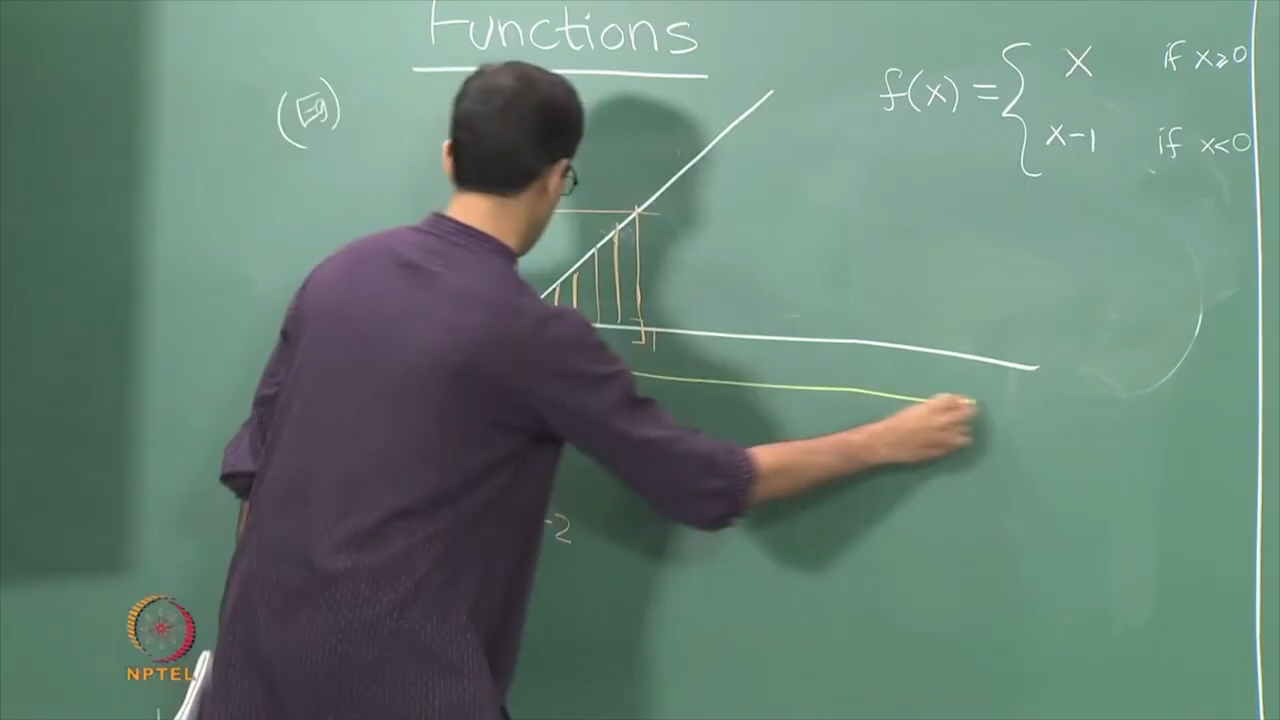 Functions
(Eg)
f(x) = { x if x≥0
x-1 if x<0
-2
NPTEL